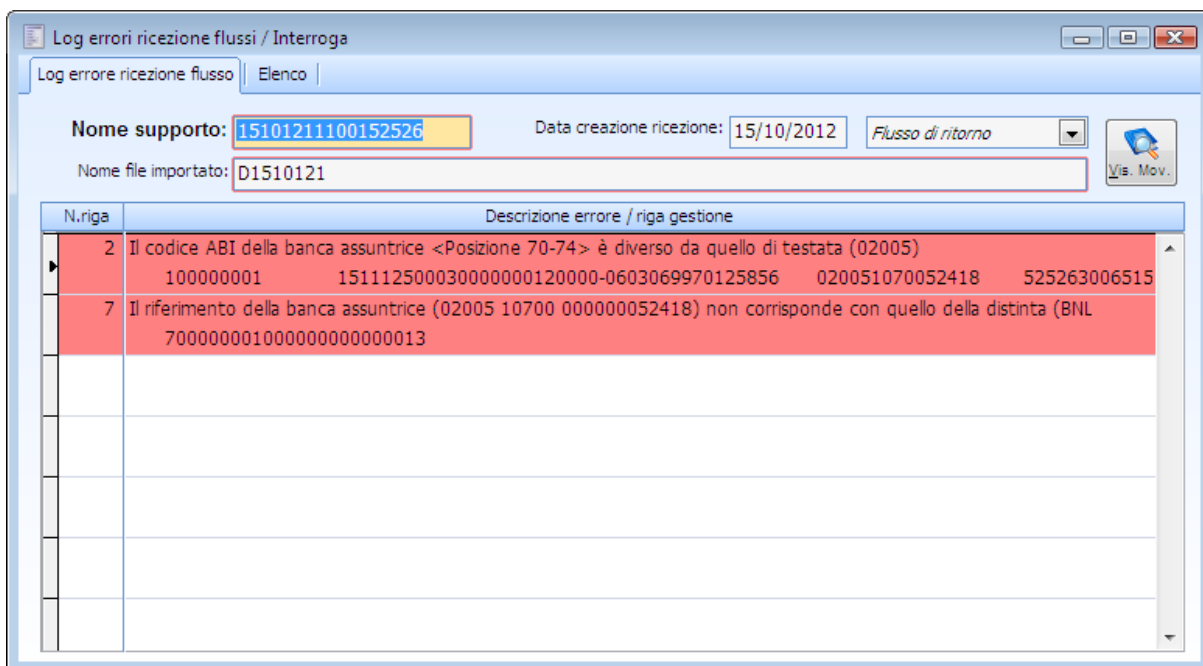 Log errori ricezione flussi / Interroga
Log errore ricezione flusso Elenco
Nome supporto: 15101211100152526 Data creazione ricezione: 15/10/2012 Flusso di ritorno
Nome file importato: D1510121 Vis. Mov.
N.riga Descrizione errore / riga gestione
2 Il codice ABI della banca assuntrice <Posizione 70-74> è diverso da quello di testata (02005)
100000001 1511125000300000000120000-0603069970125856 020051070052418 525263006515
7 Il riferimento della banca assuntrice (02005 10700 000000052418) non corrisponde con quello della distinta (BNL
700000001000000000000013